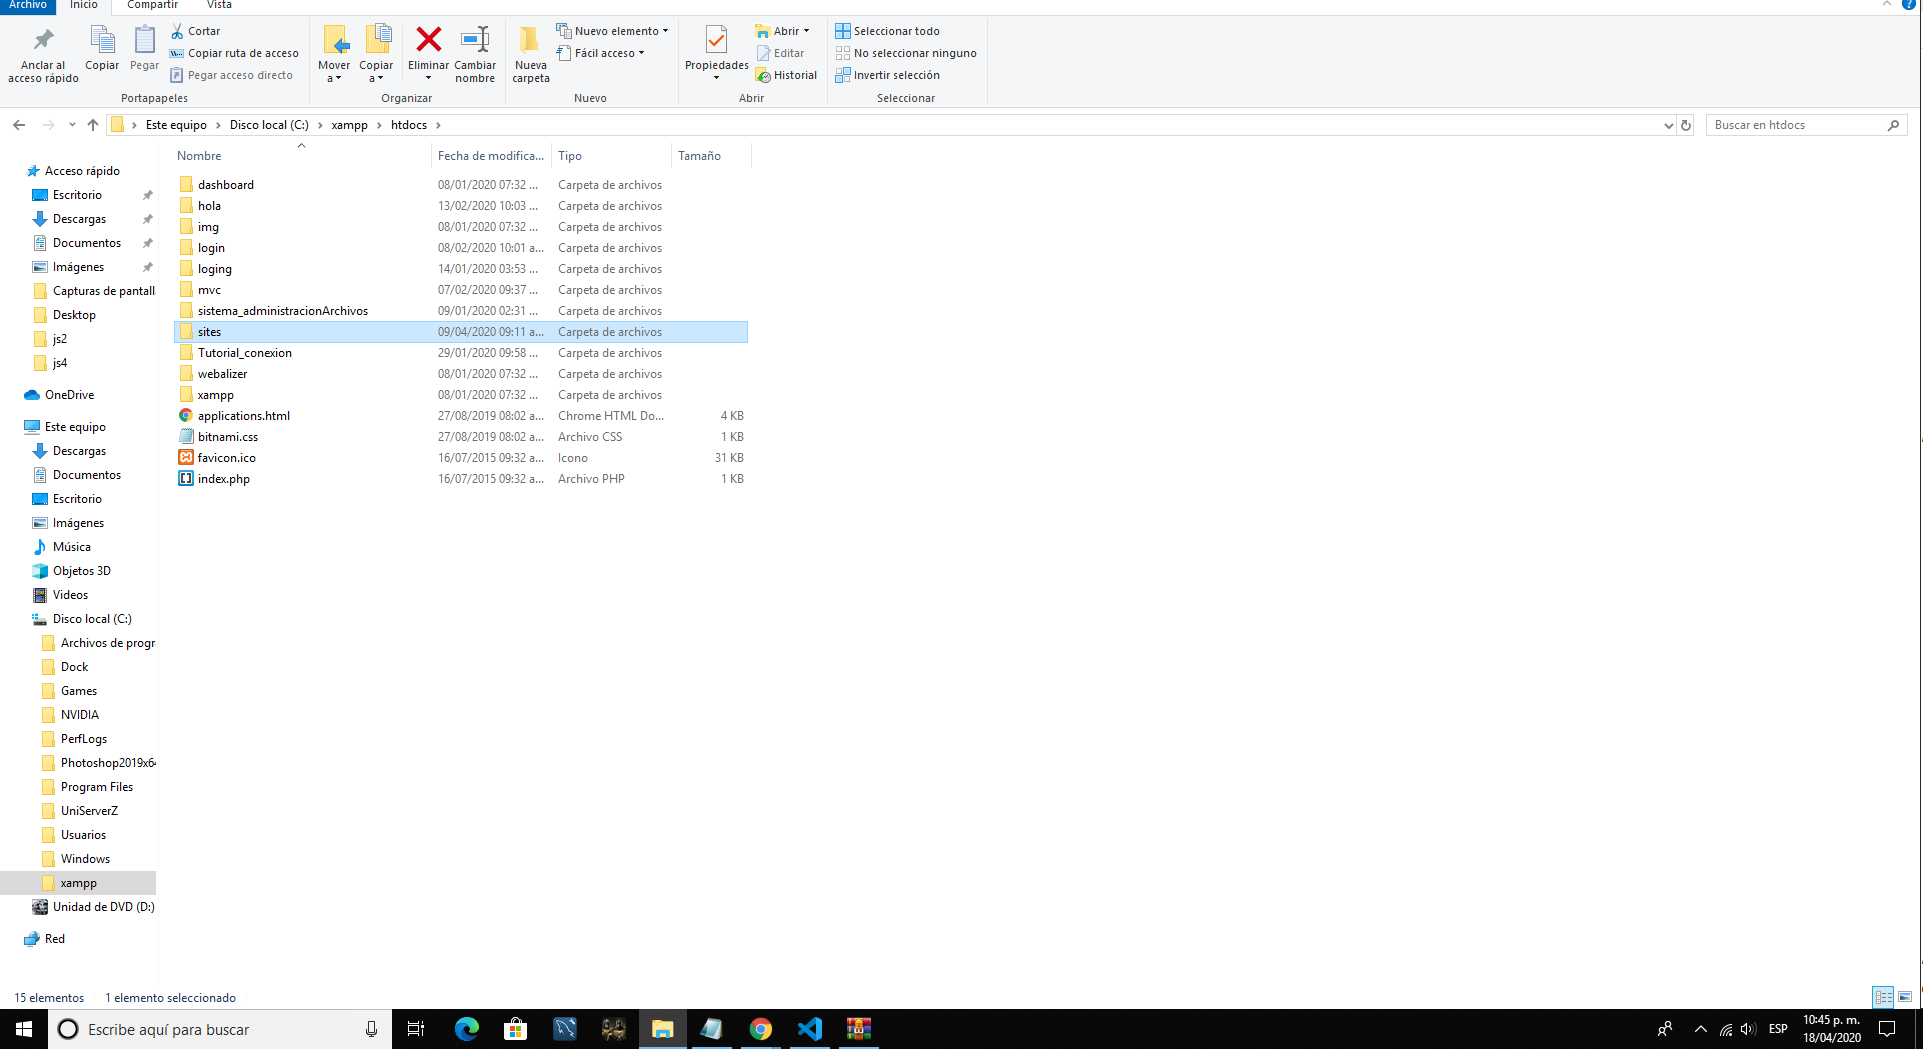 Archivo Inicio Compartir Vista
Anclar al acceso rápido
Copiar
Pegar
Cortar
Copiar ruta de acceso
Pegar acceso directo
Portapapeles
Mover a
Copiar a
Eliminar
Cambiar nombre
Organizar
Nueva carpeta
Nuevo elemento
Fácil acceso
Nuevo
Propiedades
Abrir
Editar
Historial
Abrir
Seleccionar todo
No seleccionar ninguno
Invertir selección
Seleccionar
Este equipo > Disco local (C:) > xampp > htdocs >
Buscar en htdocs
Acceso rápido
Escritorio
Descargas
Documentos
Imágenes
Capturas de pantall
Desktop
js2
js4
OneDrive
Este equipo
Descargas
Documentos
Escritorio
Imágenes
Música
Objetos 3D
Videos
Disco local (C:)
Archivos de progr
Dock
Games
NVIDIA
PerfLogs
Photoshop2019x64
Program Files
UniServerZ
Usuarios
Windows
xampp
Unidad de DVD (D:)
Red
Nombre Fecha de modifica... Tipo Tamaño
dashboard 08/01/2020 07:32 ... Carpeta de archivos
hola 13/02/2020 10:03 ... Carpeta de archivos
img 08/01/2020 07:32 ... Carpeta de archivos
login 08/02/2020 10:01 a... Carpeta de archivos
loging 14/01/2020 03:53 ... Carpeta de archivos
mvc 07/02/2020 09:37 ... Carpeta de archivos
sistema_administracionArchivos 09/01/2020 02:31 ... Carpeta de archivos
sites 09/04/2020 09:11 a... Carpeta de archivos
Tutorial_conexion 29/01/2020 09:58 ... Carpeta de archivos
webalizer 08/01/2020 07:32 ... Carpeta de archivos
xampp 08/01/2020 07:32 ... Carpeta de archivos
applications.html 27/08/2019 08:02 a... Chrome HTML Do... 4 KB
bitnami.css 27/08/2019 08:02 a... Archivo CSS 1 KB
favicon.ico 16/07/2015 09:32 a... Icono 31 KB
index.php 16/07/2015 09:32 a... Archivo PHP 1 KB
15 elementos 1 elemento seleccionado
Escribe aquí para buscar
ESP
10:45 p. m.
18/04/2020